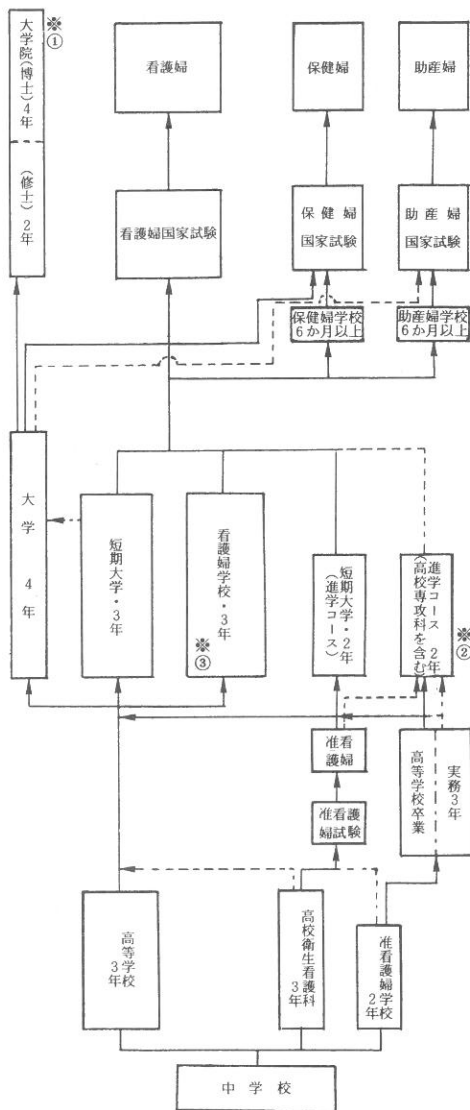 ※①
大学院(博士)4年
(修士)2年
看護婦
保健婦
助産婦
看護婦国家試験
保健婦
国家試験
助産婦
国家試験
保健婦学校
6か月以上
助産婦学校
6か月以上
大学 4年
短期大学・3年
看護婦学校・3年
※③
短期大学・2年
(進学コース)
進学コース 2年
(高校専攻科を含む)
※②
准看
護婦
准看護
婦試験
高等学校卒業
実務3年
高等学校
3年
高校衛生看護科
3年
准看護婦学校
2年
中学校